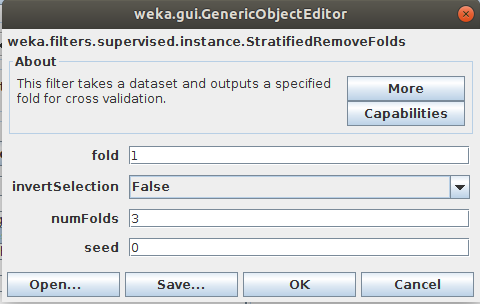 weka.gui.GenericObjectEditor
weka.filters.supervised.instance.StratifiedRemoveFolds
About
This filter takes a dataset and outputs a specified
fold for cross validation.
More
Capabilities
fold 1
invertSelection False
numFolds 3
seed 0
Open... Save... OK Cancel